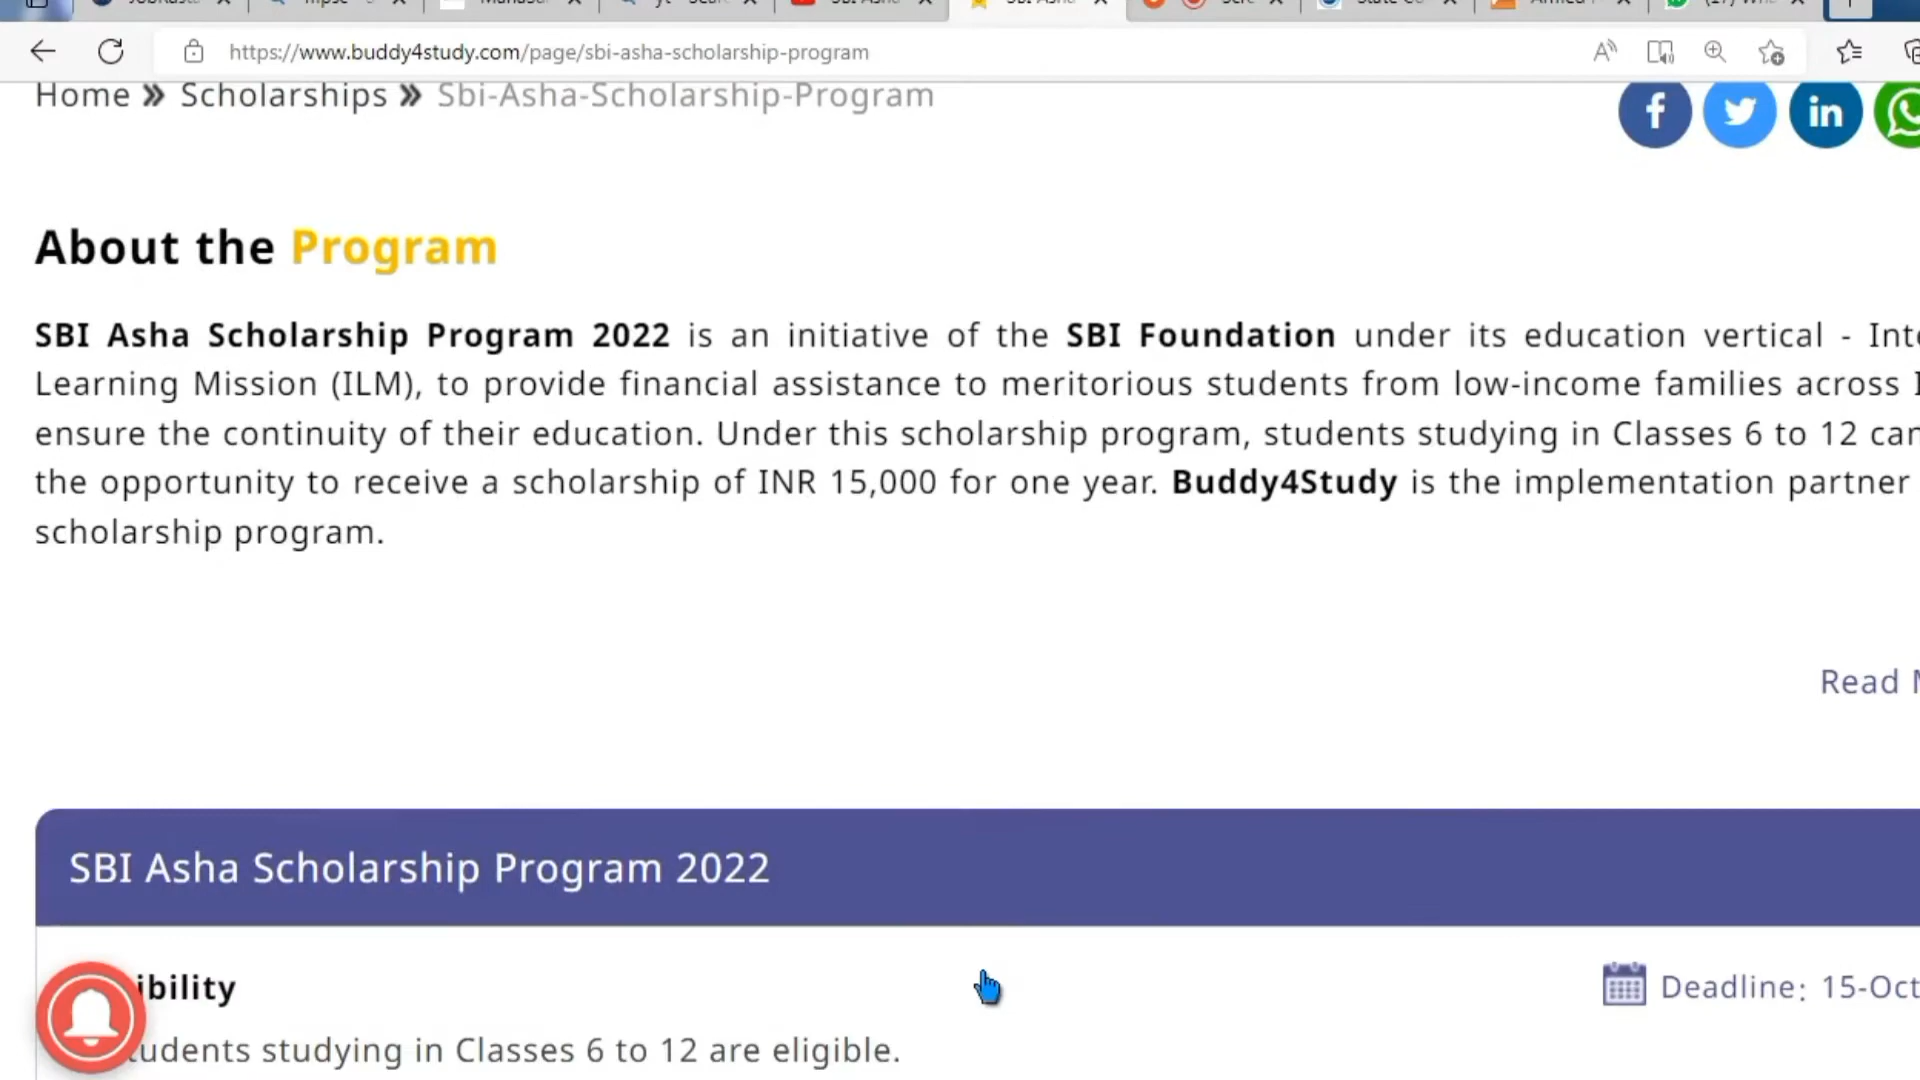 https://www.buddy4study.com/page/sbi-asha-scholarship-program
Home » Scholarships » Sbi-Asha-Scholarship-Program
About the Program
SBI Asha Scholarship Program 2022 is an initiative of the SBI Foundation under its education vertical -
Learning Mission (ILM), to provide financial assistance to meritorious students from low-income families across
ensure the continuity of their education. Under this scholarship program, students studying in Classes 6 to 12 can
the opportunity to receive a scholarship of INR 15,000 for one year. Buddy4Study is the implementation partner
scholarship program.
Read
SBI Asha Scholarship Program 2022
ibility
Deadline: 15-Oct
tudents studying in Classes 6 to 12 are eligible.